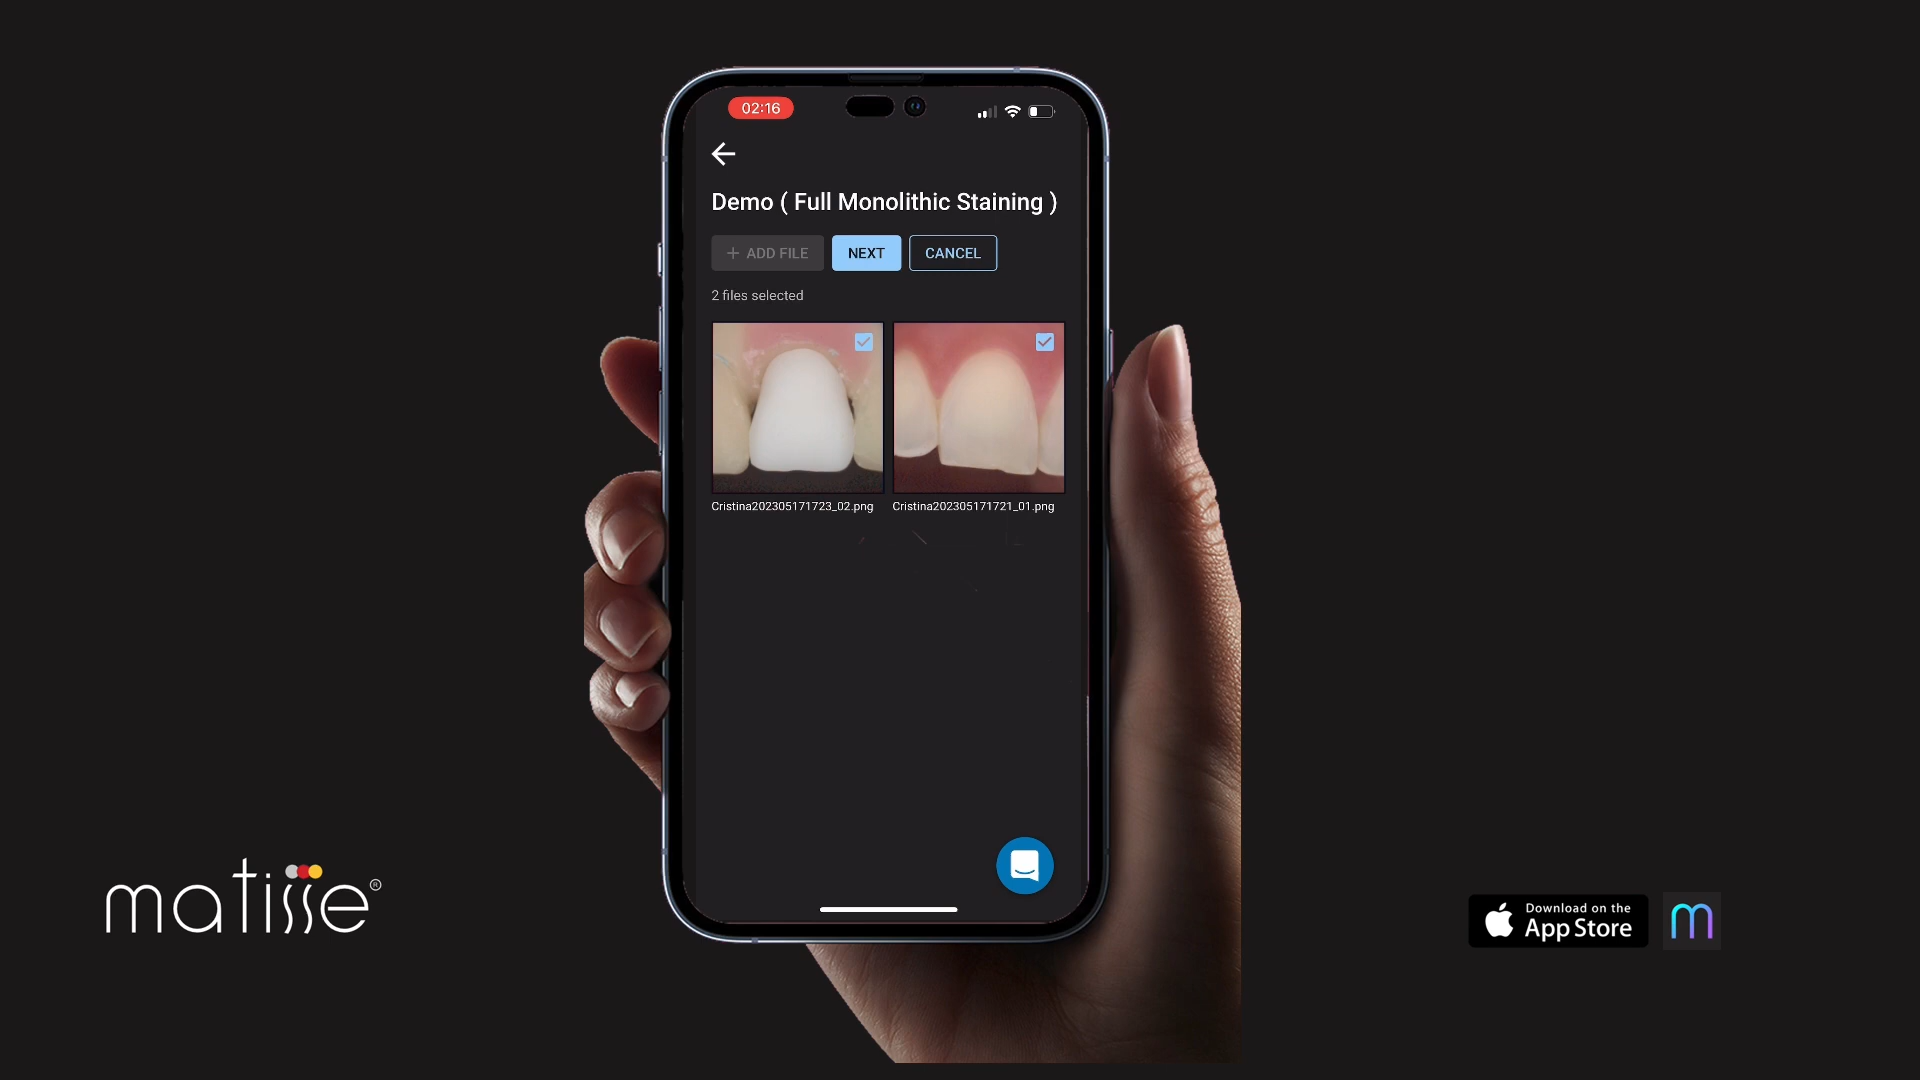 02:16
Demo ( Full Monolithic Staining )
+ ADD FILE
NEXT
CANCEL
2 files selected
Cristina202305171723_02.png
Cristina202305171721_01.png
matisse®
Download on the
App Store
m